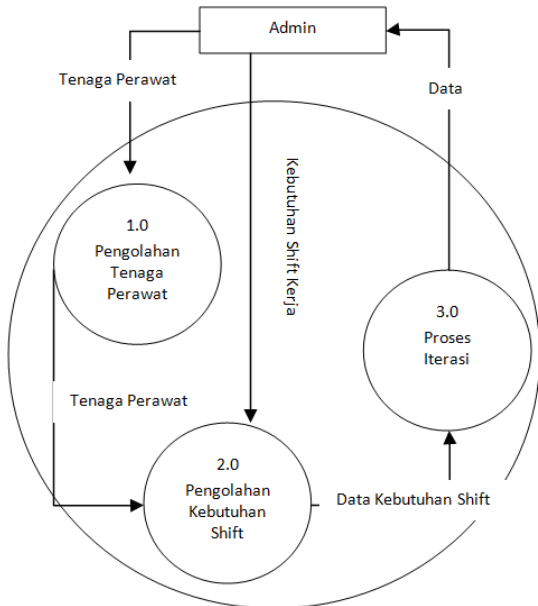 Admin
Tenaga Perawat
Data
Kebutuhan Shift Kerja
1.0
Pengolahan
Tenaga
Perawat
3.0
Proses
Iterasi
Tenaga Perawat
2.0
Pengolahan
Kebutuhan
Shift
Data Kebutuhan Shift